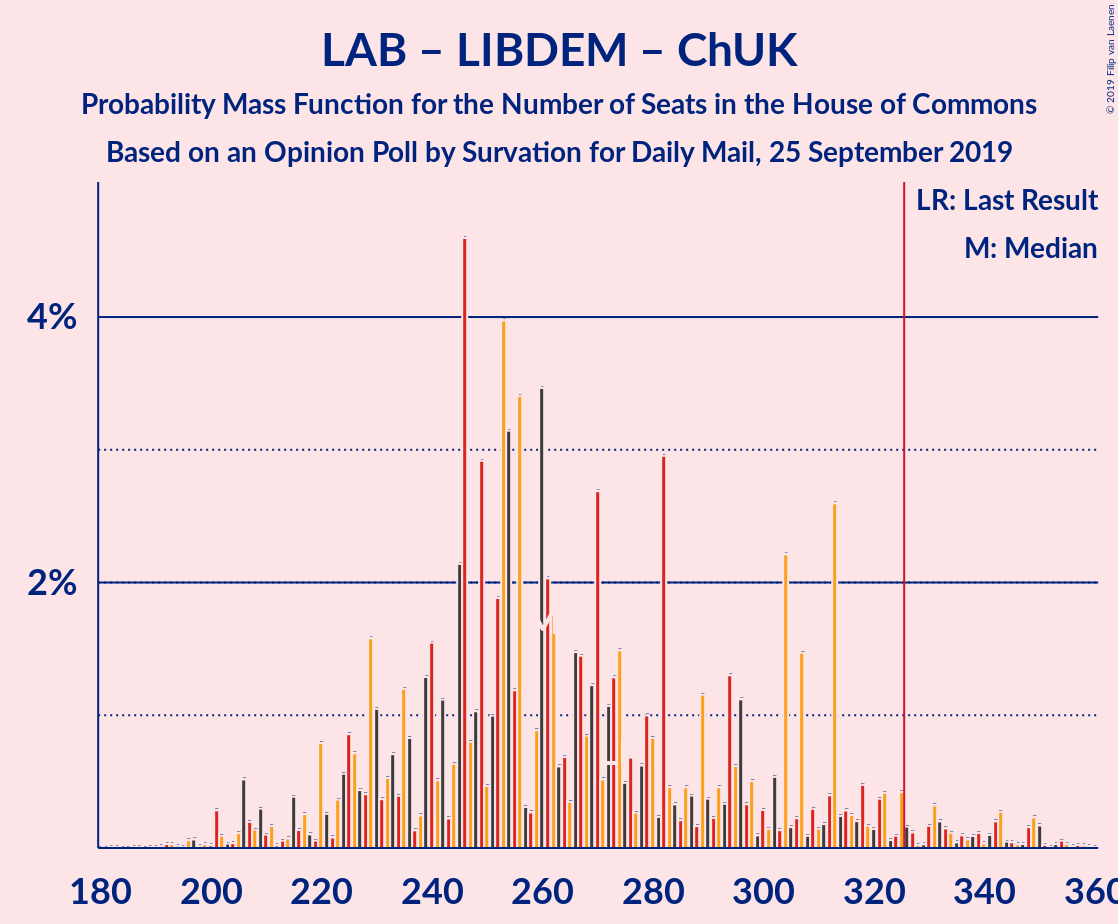 LAB – LIBDEM – ChUK
Probability Mass Function for the Number of Seats in the House of Commons
Based on an Opinion Poll by Survation for Daily Mail, 25 September 2019
© 2019 Filip van Laenen
LR: Last Result
M: Median
4%
2%
M
180 200 220 240 260 280 300 320 340 360